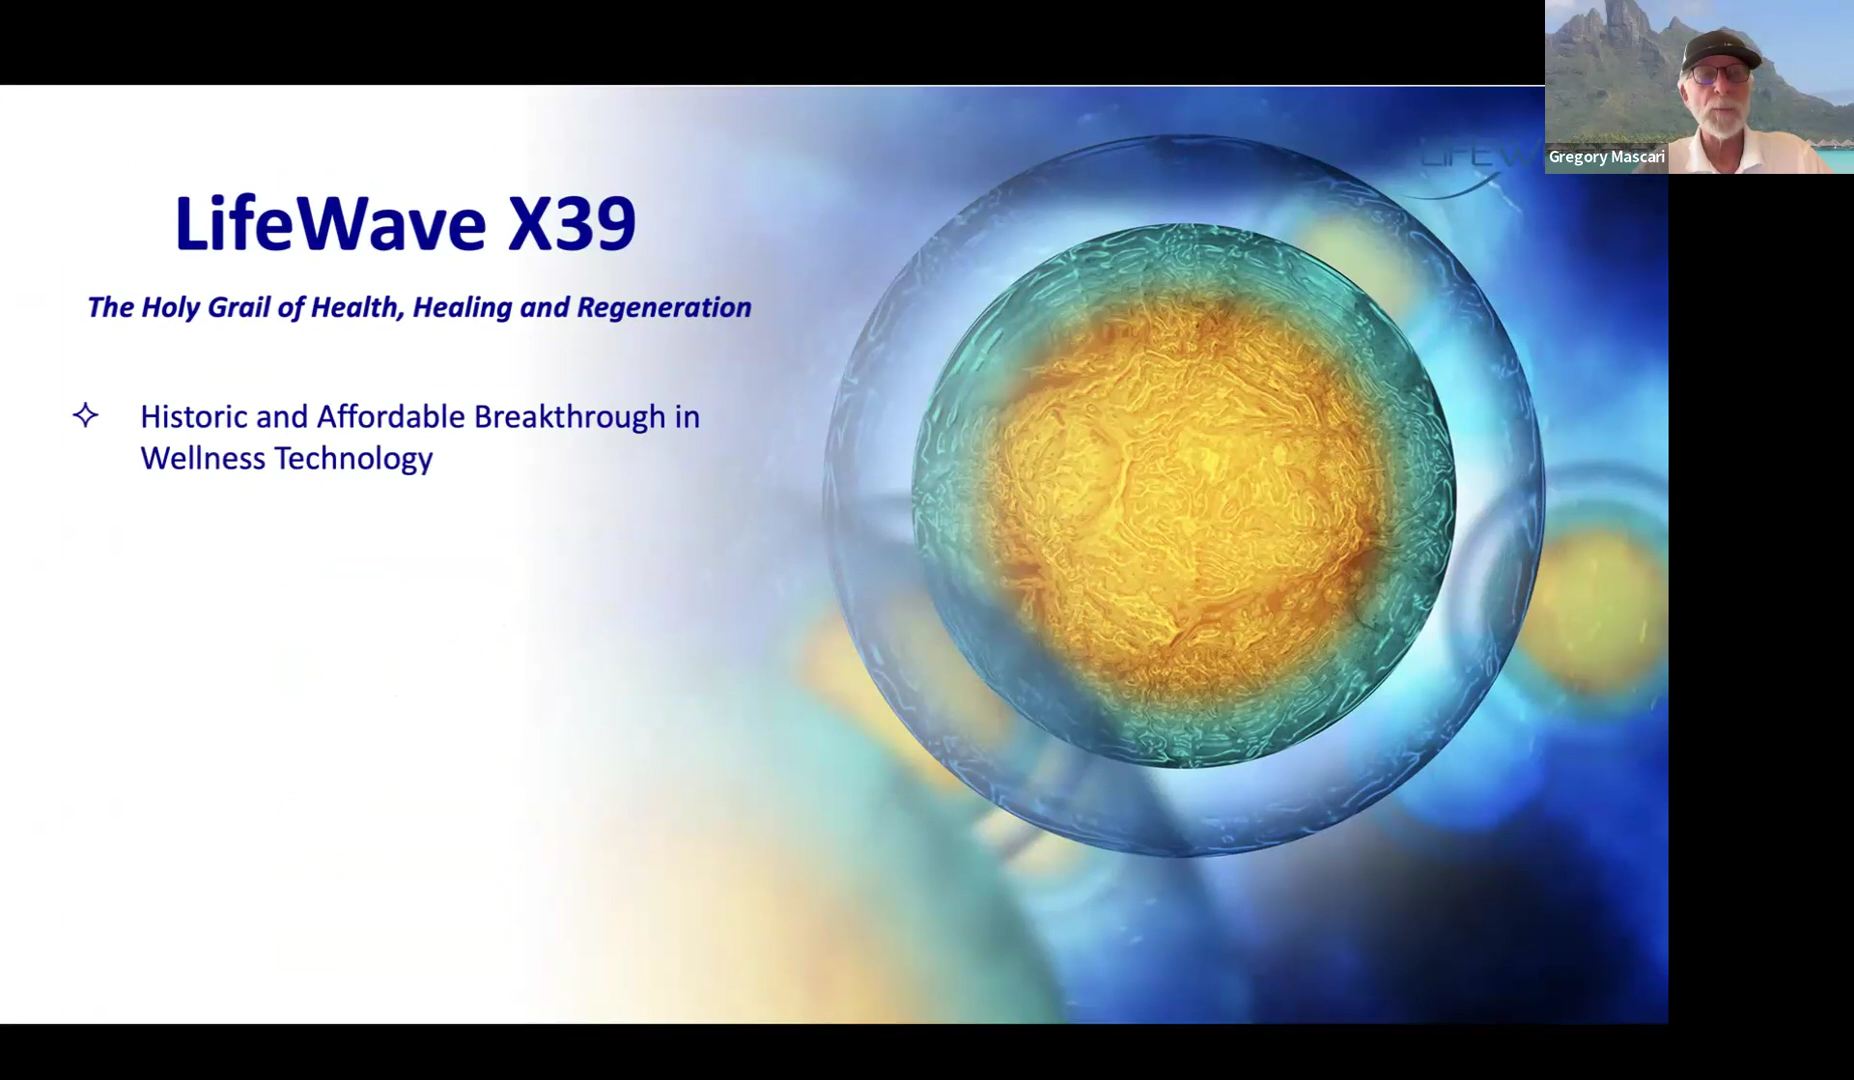 LifeWave X39
The Holy Grail of Health, Healing and Regeneration
✧ Historic and Affordable Breakthrough in
Wellness Technology
LIFEW
Gregory Mascari